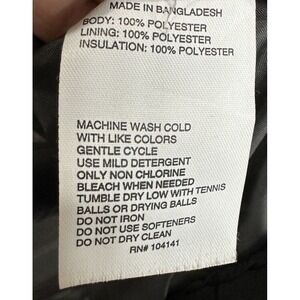 MADE IN BANGLADESH
BODY: 100% POLYESTER
LINING: 100% POLYESTER
INSULATION: 100% POLYESTER
MACHINE WASH COLD
WITH LIKE COLORS
GENTLE CYCLE
USE MILD DETERGENT
ONLY NON CHLORINE
BLEACH WHEN NEEDED
TUMBLE DRY LOW WITH TENNIS
BALLS OR DRYING BALLS
DO NOT IRON
DO NOT USE SOFTENERS
DO NOT DRY CLEAN
RN# 104141